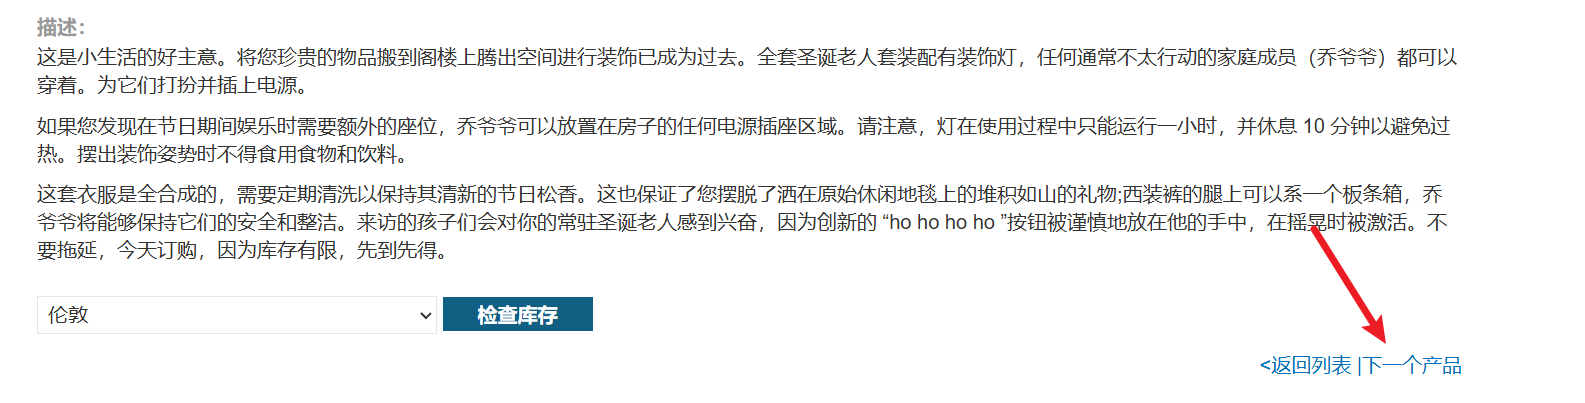 描述：
这是小生活的好主意。将您珍贵的物品搬到阁楼上腾出空间进行装饰已成为过去。全套圣诞老人套装配有装饰灯，任何通常不太行动的家庭成员（乔爷爷）都可以
穿着。为它们打扮并插上电源。
如果您发现在节日期间娱乐时需要额外的座位，乔爷爷可以放置在房子的任何电源插座区域。请注意，灯在使用过程中只能运行一小时，并休息 10 分钟以避免过
热。摆出装饰姿势时不得食用食物和饮料。
这套衣服是全合成的，需要定期清洗以保持其清新的节日松香。这也保证了您摆脱了洒在原始休闲地毯上的堆积如山的礼物;西装裤的腿上可以系一个板条箱，乔
爷爷将能够保持它们的安全和整洁。来访的孩子们会对你的常驻圣诞老人感到兴奋，因为创新的 “ho ho ho ho ”按钮被谨慎地放在他的手中，在摇晃时被激活。不
要拖延，今天订购，因为库存有限，先到先得。
伦敦 检查库存
<返回列表 |下一个产品